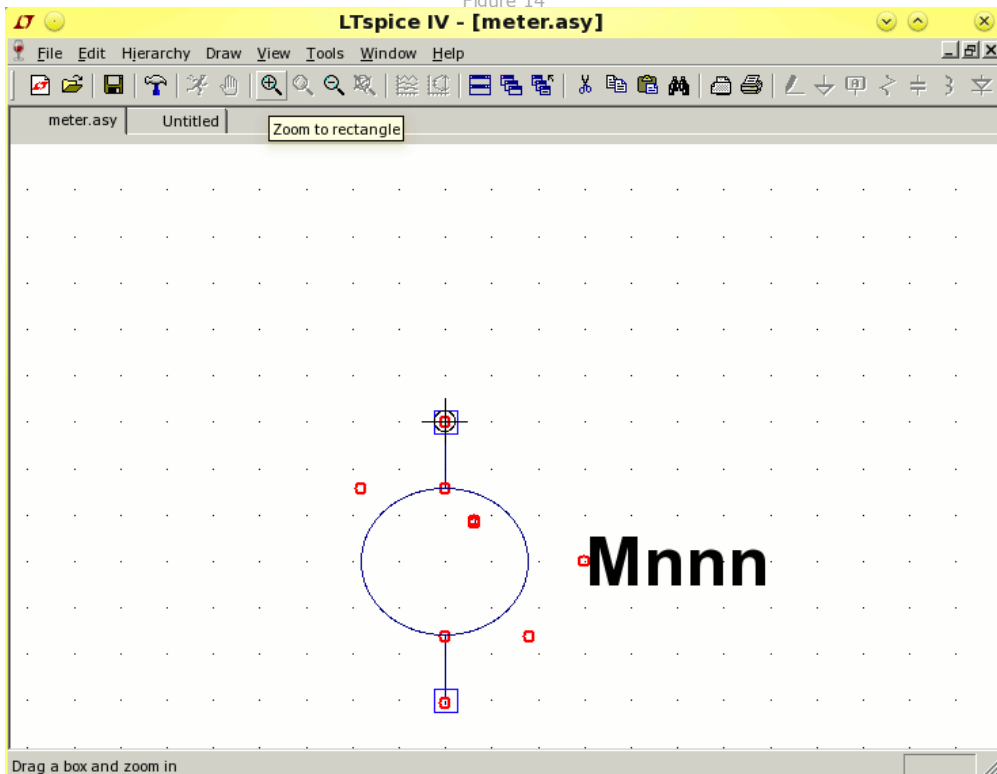 Figure 14
LTspice IV - [meter.asy]
File Edit Hierarchy Draw View Tools Window Help
meter.asy Untitled
Zoom to rectangle
Mnnn
Drag a box and zoom in